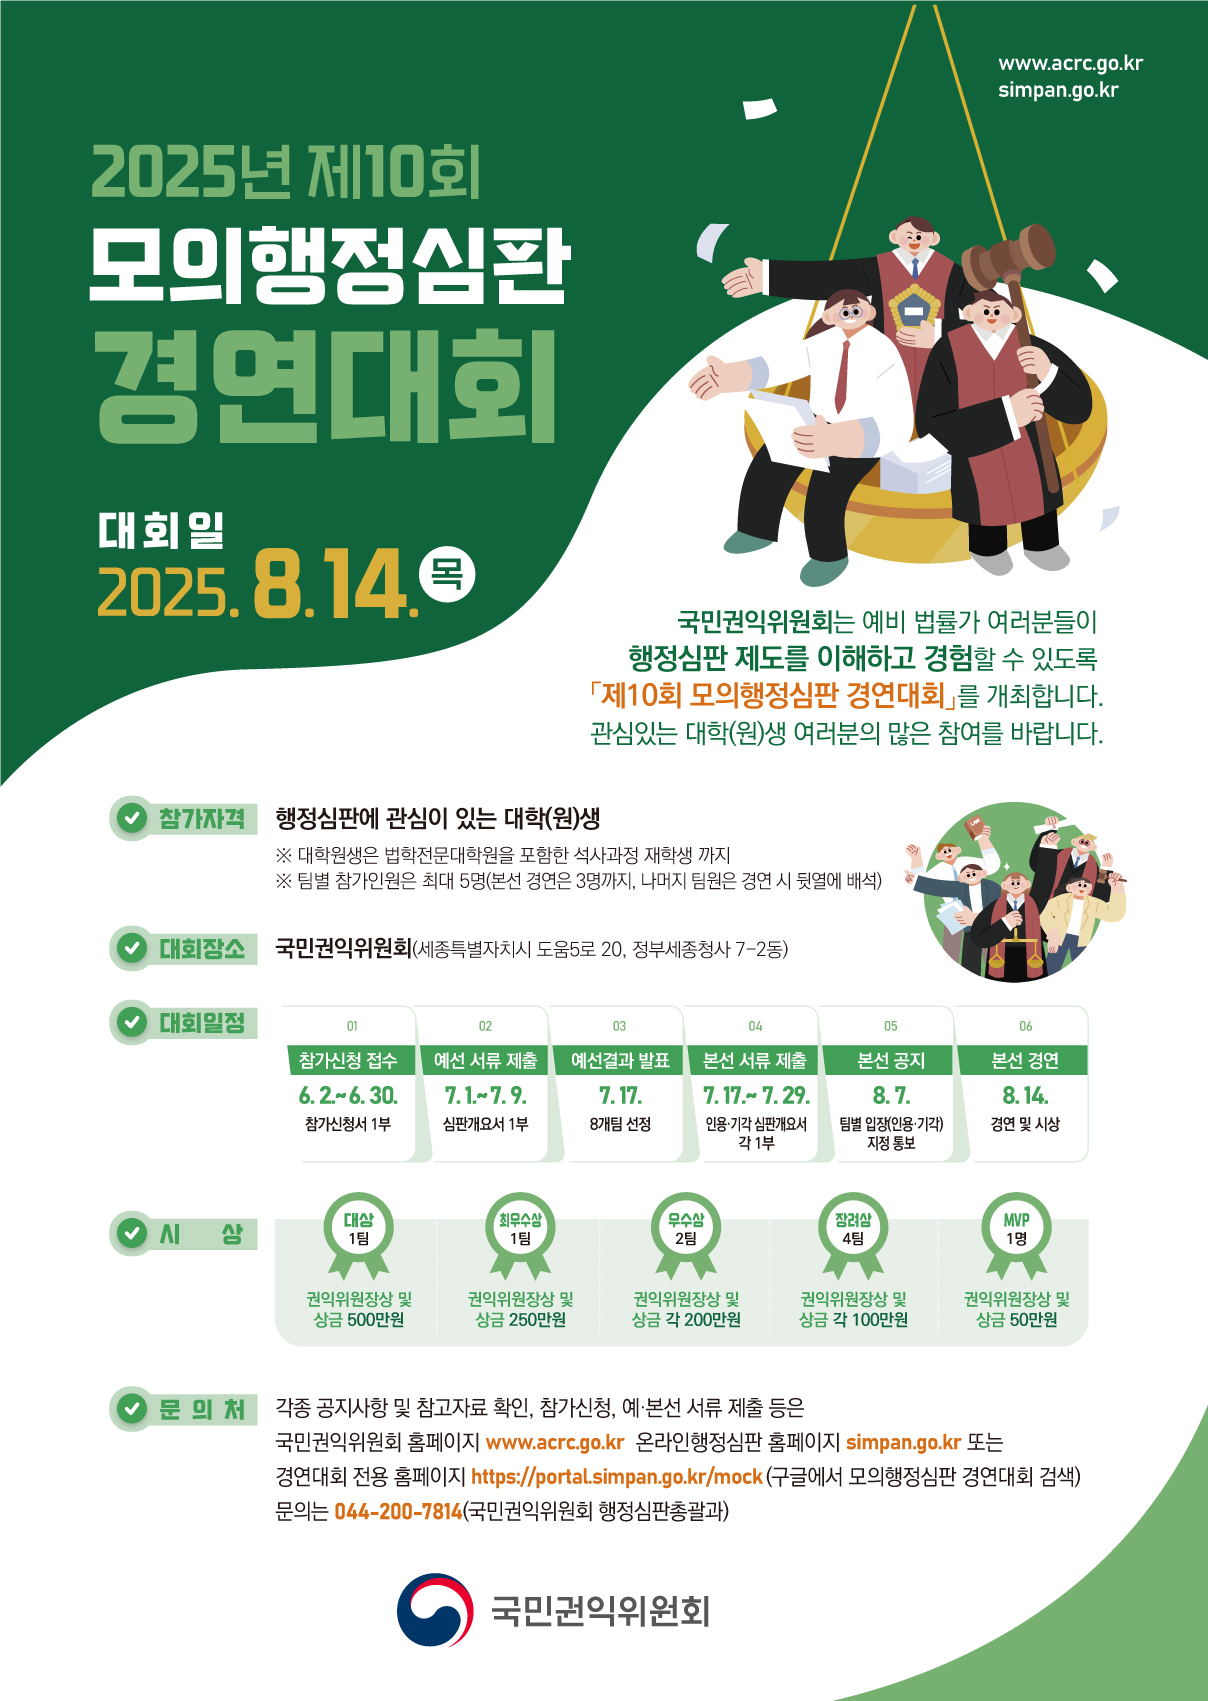 www.acrc.go.kr
simpan.go.kr
2025년 제10회
모의행정심판
경연대회
대회일
2025. 8. 14. 목
국민권익위원회는 예비 법률가 여러분들이
행정심판 제도를 이해하고 경험할 수 있도록
「제10회 모의행정심판 경연대회」를 개최합니다.
관심있는 대학(원)생 여러분의 많은 참여를 바랍니다.
참가자격
행정심판에 관심이 있는 대학(원)생
※ 대학원생은 법학전문대학원을 포함한 석사과정 재학생 까지
※ 팀별 참가인원은 최대 5명(본선 경연은 3명까지, 나머지 팀원은 경연 시 뒷열에 배석)
LAW
대회장소
국민권익위원회(세종특별자치시 도움5로 20, 정부세종청사 7-2동)
대회일정
01
참가신청 접수
6. 2.~ 6. 30.
참가신청서 1부
02
예선 서류 제출
7. 1.~ 7. 9.
심판개요서 1부
03
예선결과 발표
7. 17.
8개팀 선정
04
본선 서류 제출
7. 17.~ 7. 29.
인용·기각 심판개요서
각 1부
05
본선 공지
8. 7.
팀별 입장(인용·기각)
지정 통보
06
본선 경연
8. 14.
경연 및 시상
시 상
대상
1팀
권익위원장상 및
상금 500만원
최우수상
1팀
권익위원장상 및
상금 250만원
우수상
2팀
권익위원장상 및
상금 각 200만원
장려상
4팀
권익위원장상 및
상금 각 100만원
MVP
1명
권익위원장상 및
상금 50만원
문 의 처
각종 공지사항 및 참고자료 확인, 참가신청, 예·본선 서류 제출 등은
국민권익위원회 홈페이지 www.acrc.go.kr 온라인행정심판 홈페이지 simpan.go.kr 또는
경연대회 전용 홈페이지 https://portal.simpan.go.kr/mock (구글에서 모의행정심판 경연대회 검색)
문의는 044-200-7814(국민권익위원회 행정심판총괄과)
국민권익위원회